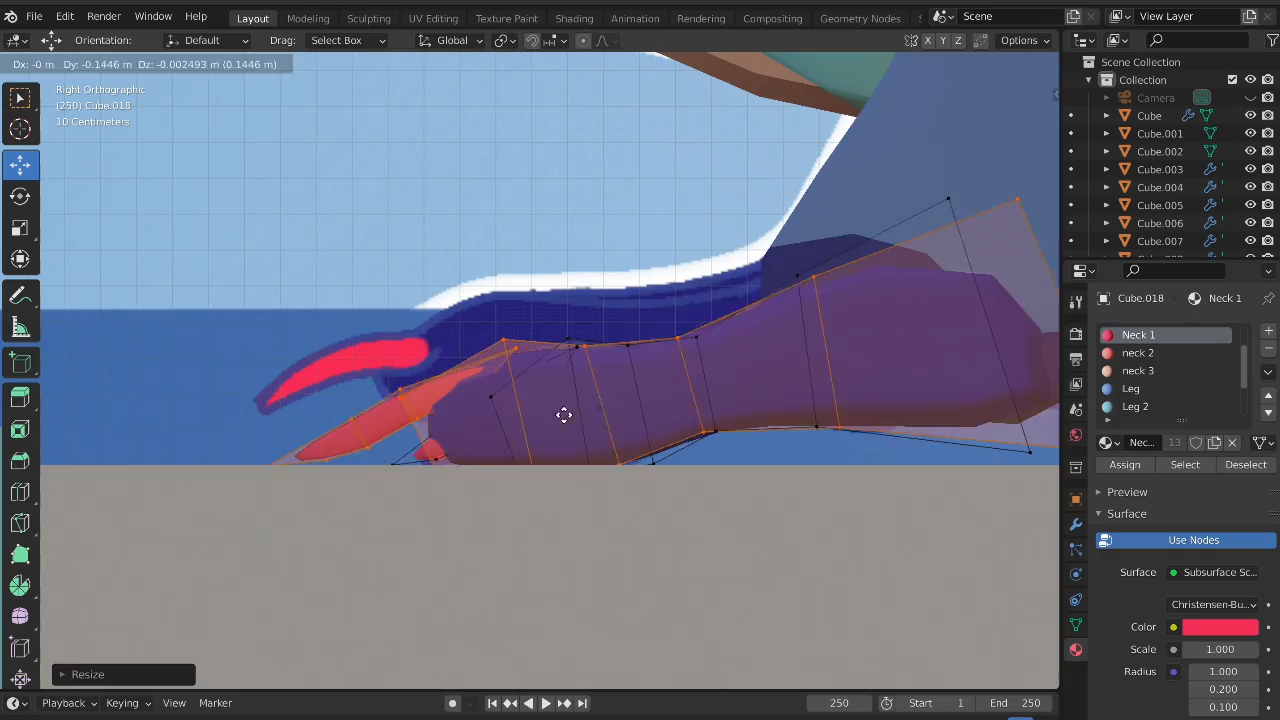 File Edit Render Window Help Layout Modeling Sculpting UV Editing Texture Paint Shading Animation Rendering Compositing Geometry Nodes Scene View Layer
Orientation: Default Drag: Select Box Global X Y Z Options
Dx: -0 m Dy: -0.1446 m Dz: -0.002493 m (0.1446 m)
Right Orthographic
(250) Cube.018
10 Centimeters
Scene Collection
Collection
Camera
Cube
Cube.001
Cube.002
Cube.003
Cube.004
Cube.005
Cube.006
Cube.007
Cube.018 Neck 1
Neck 1
neck 2
neck 3
Leg
Leg 2
Nec... 13
Assign Select Deselect
Preview
Surface
Use Nodes
Surface: Subsurface Sc...
Christensen-Bu...
Color
Scale 1.000
Radius 1.000
0.200
0.100
Resize
Playback Keying View Marker 250 Start 1 End 250